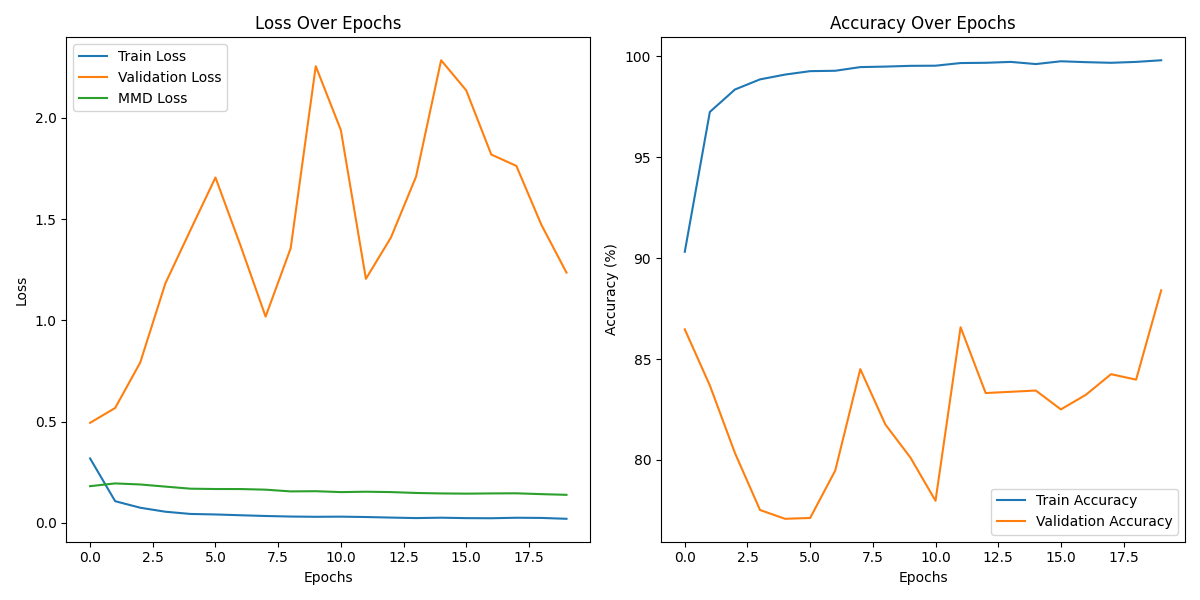 Loss Over Epochs
Train Loss
Validation Loss
MMD Loss
2.0
1.5
1.0
0.5
0.0
Loss
0.0 2.5 5.0 7.5 10.0 12.5 15.0 17.5
Epochs
Accuracy Over Epochs
100
95
90
85
80
Accuracy (%)
Train Accuracy
Validation Accuracy
0.0 2.5 5.0 7.5 10.0 12.5 15.0 17.5
Epochs